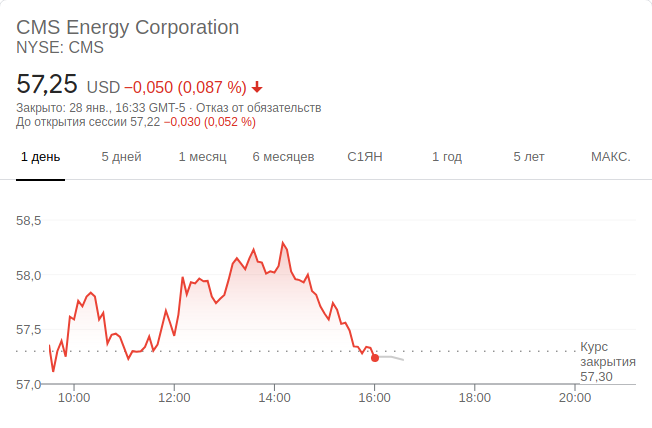 CMS Energy Corporation
NYSE: CMS
57,25 USD −0,050 (0,087 %)
Закрыто: 28 янв., 16:33 GMT-5 · Отказ от обязательств
До открытия сессии 57,22 −0,030 (0,052 %)
1 день 5 дней 1 месяц 6 месяцев С1ЯН 1 год 5 лет МАКС.
58,5
58,0
57,5
Курс
закрытия
57,30
57,0
10:00 12:00 14:00 16:00 18:00 20:00